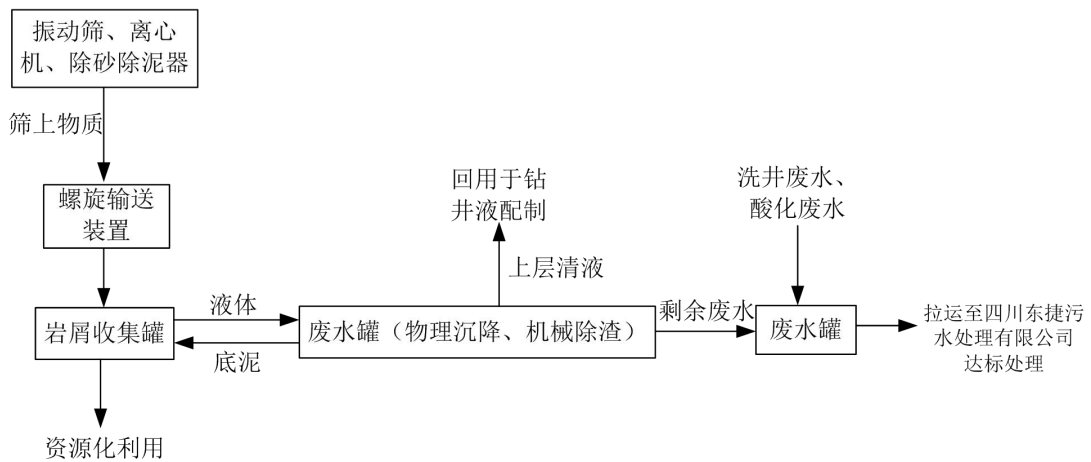 振动筛、离心
机、除砂除泥器
筛上物质
螺旋输送
装置
回用于钻
井液配制
洗井废水、
酸化废水
上层清液
液体
岩屑收集罐
底泥
废水罐（物理沉降、机械除渣）
剩余废水
废水罐
拉运至四川东捷污
水处理有限公司
达标处理
资源化利用